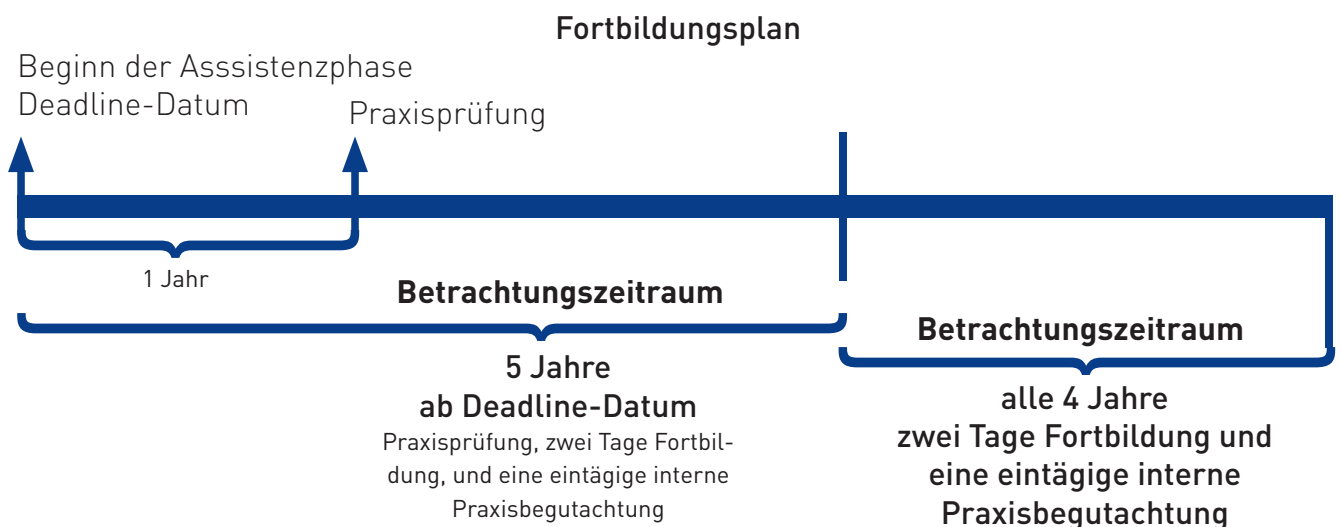 Fortbildungsplan
Beginn der Asssistenzphase
Deadline-Datum
Praxisprüfung
1 Jahr
Betrachtungszeitraum
5 Jahre
ab Deadline-Datum
Praxisprüfung, zwei Tage Fortbil-
dung, und eine eintägige interne
Praxisbegutachtung
Betrachtungszeitraum
alle 4 Jahre
zwei Tage Fortbildung und
eine eintägige interne
Praxisbegutachtung